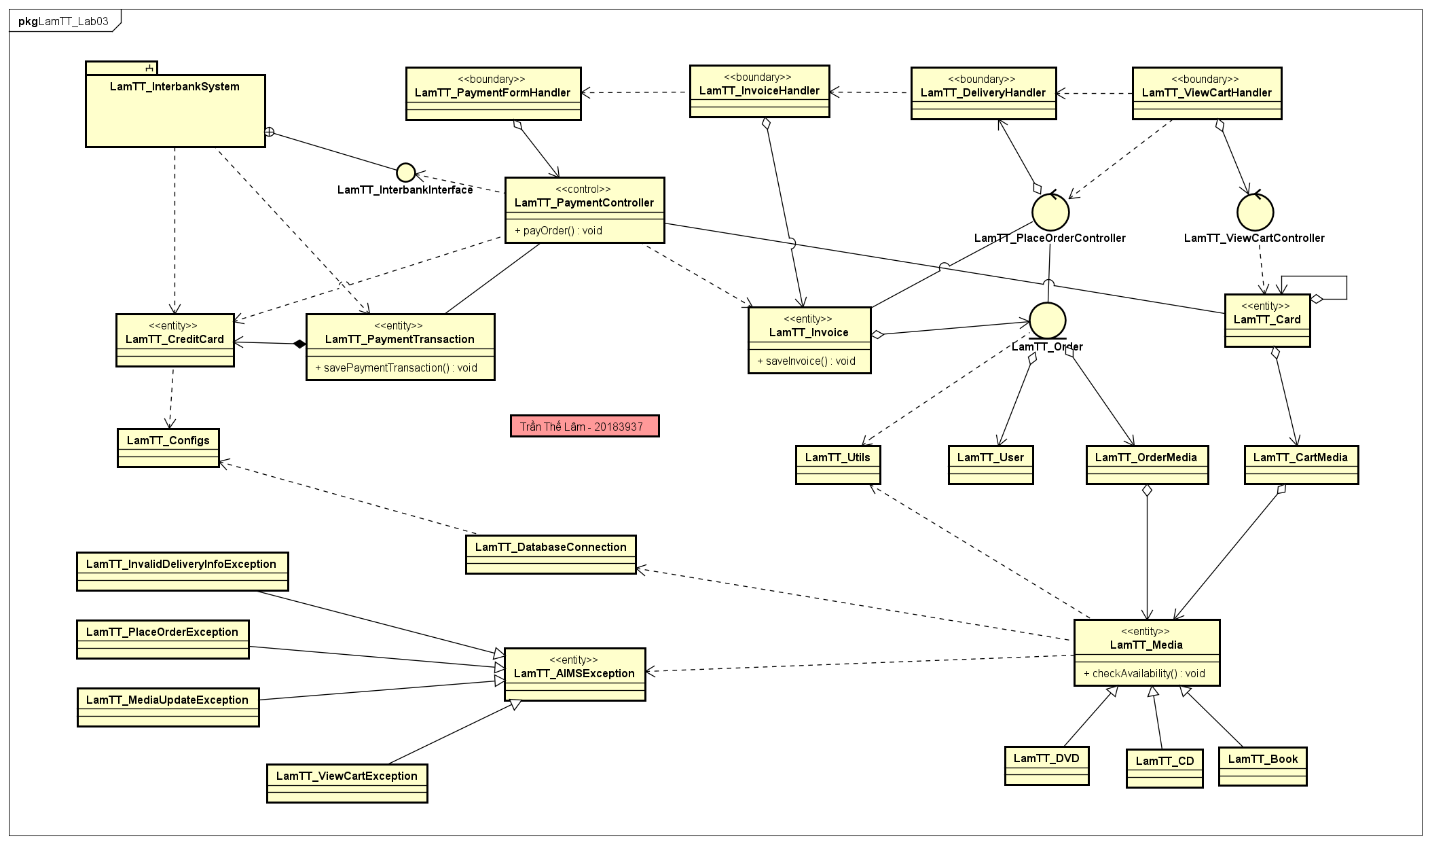 pkgLamTT_Lab03
LamTT_InterbankSystem
<<boundary>>
LamTT_PaymentFormHandler
<<boundary>>
LamTT_InvoiceHandler
<<boundary>>
LamTT_DeliveryHandler
<<boundary>>
LamTT_ViewCartHandler
LamTT_InterbankInterface
<<control>>
LamTT_PaymentController
+ payOrder() : void
LamTT_PlaceOrderController
LamTT_ViewCartController
<<entity>>
LamTT_CreditCard
<<entity>>
LamTT_PaymentTransaction
+ savePaymentTransaction() : void
<<entity>>
LamTT_Invoice
+ saveInvoice() : void
LamTT_Order
<<entity>>
LamTT_Card
Trần Thế Lâm - 20183937
LamTT_Configs
LamTT_Utils
LamTT_User
LamTT_OrderMedia
LamTT_CartMedia
LamTT_DatabaseConnection
LamTT_InvalidDeliveryInfoException
LamTT_PlaceOrderException
LamTT_MediaUpdateException
<<entity>>
LamTT_AIMSException
<<entity>>
LamTT_Media
+ checkAvailability() : void
LamTT_ViewCartException
LamTT_DVD
LamTT_CD
LamTT_Book